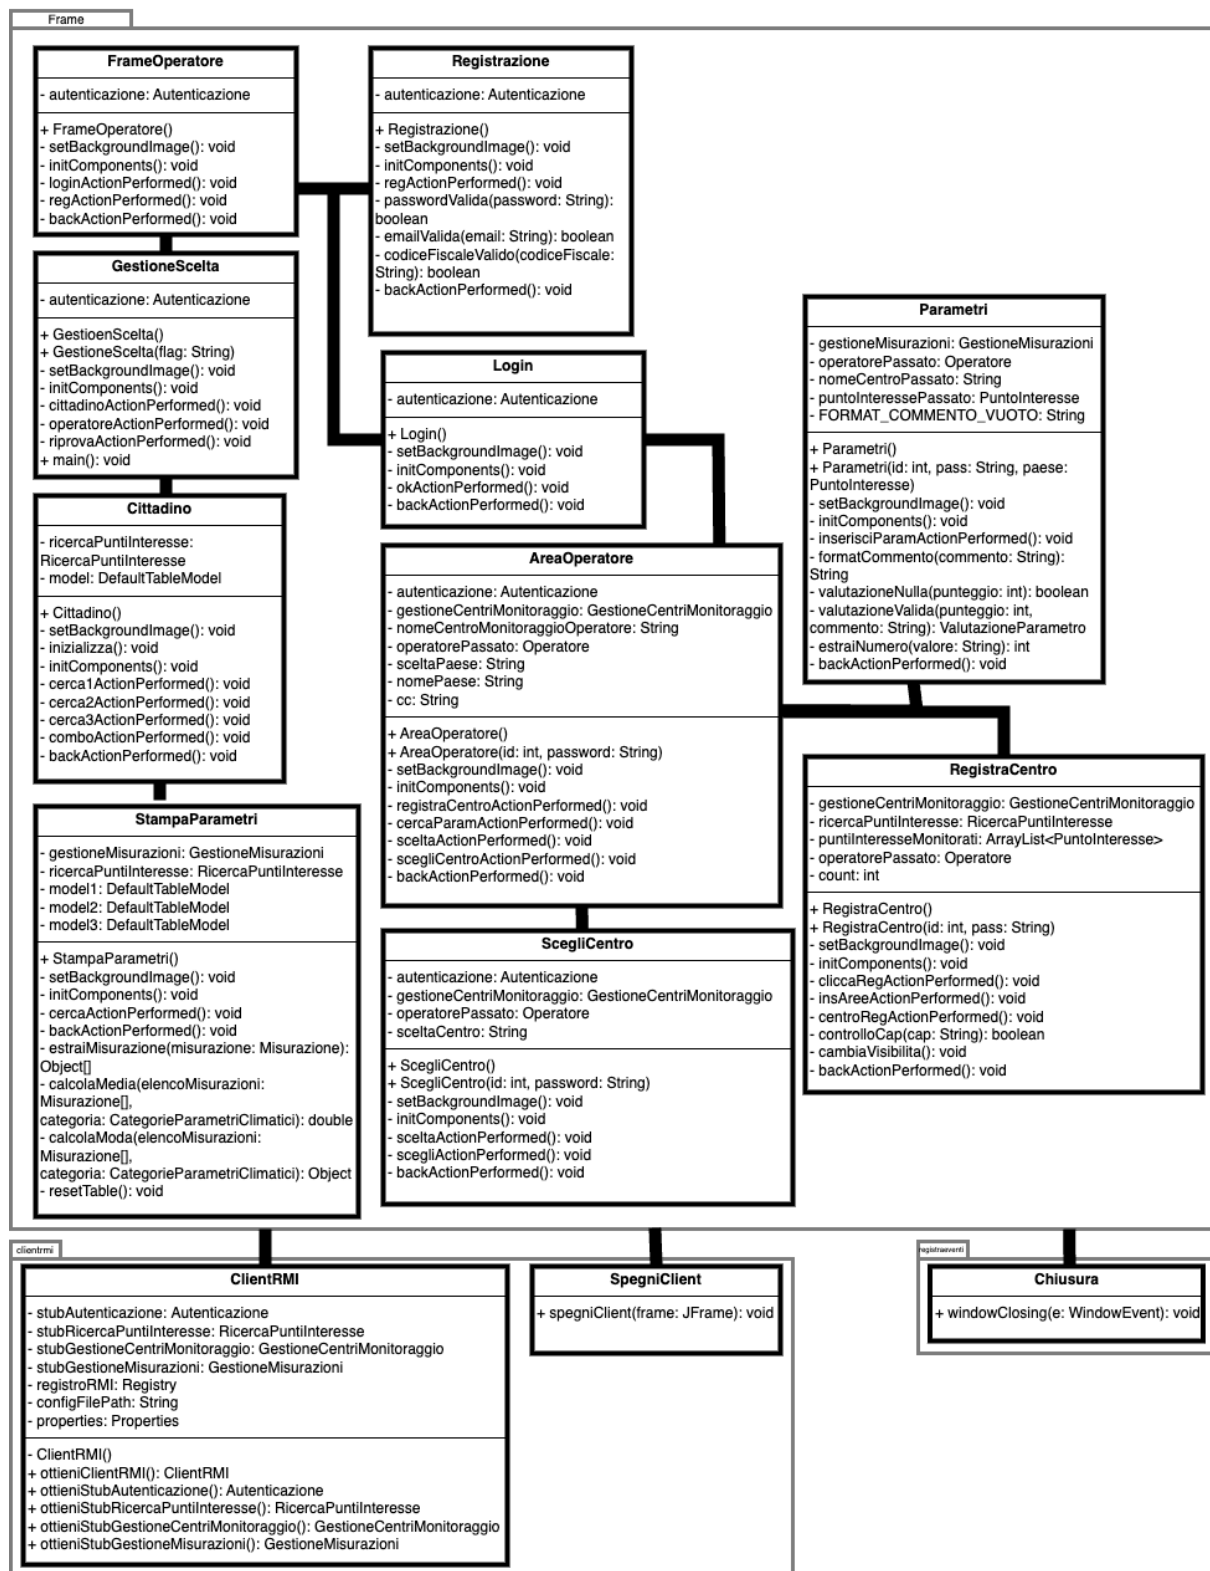 Frame
FrameOperatore
- autenticazione: Autenticazione
+ FrameOperatore()
- setBackgroundImage(): void
- initComponents(): void
- loginActionPerformed(): void
- regActionPerformed(): void
- backActionPerformed(): void
Registrazione
- autenticazione: Autenticazione
+ Registrazione()
- setBackgroundImage(): void
- initComponents(): void
- regActionPerformed(): void
- passwordValida(password: String):
boolean
- emailValida(email: String): boolean
- codiceFiscaleValido(codiceFiscale:
String): boolean
- backActionPerformed(): void
GestioneScelta
- autenticazione: Autenticazione
+ GestioenScelta()
+ GestioneScelta(flag: String)
- setBackgroundImage(): void
- initComponents(): void
- cittadinoActionPerformed(): void
- operatoreActionPerformed(): void
- riprovaActionPerformed(): void
+ main(): void
Login
- autenticazione: Autenticazione
+ Login()
- setBackgroundImage(): void
- initComponents(): void
- okActionPerformed(): void
- backActionPerformed(): void
Parametri
- gestioneMisurazioni: GestioneMisurazioni
- operatorePassato: Operatore
- nomeCentroPassato: String
- puntoInteressePassato: PuntoInteresse
- FORMAT_COMMENTO_VUOTO: String
+ Parametri()
+ Parametri(id: int, pass: String, paese:
PuntoInteresse)
- setBackgroundImage(): void
- initComponents(): void
- inserisciParamActionPerformed(): void
- formatCommento(commento: String):
String
- valutazioneNulla(punteggio: int): boolean
- valutazioneValida(punteggio: int,
commento: String): ValutazioneParametro
- estraiNumero(valore: String): int
- backActionPerformed(): void
Cittadino
- ricercaPuntiInteresse:
RicercaPuntiInteresse
- model: DefaultTableModel
+ Cittadino()
- setBackgroundImage(): void
- inizializza(): void
- initComponents(): void
- cerca1ActionPerformed(): void
- cerca2ActionPerformed(): void
- cerca3ActionPerformed(): void
- comboActionPerformed(): void
- backActionPerformed(): void
AreaOperatore
- autenticazione: Autenticazione
- gestioneCentriMonitoraggio: GestioneCentriMonitoraggio
- nomeCentroMonitoraggioOperatore: String
- operatorePassato: Operatore
- sceltaPaese: String
- nomePaese: String
- cc: String
+ AreaOperatore()
+ AreaOperatore(id: int, password: String)
- setBackgroundImage(): void
- initComponents(): void
- registraCentroActionPerformed(): void
- cercaParamActionPerformed(): void
- sceltaActionPerformed(): void
- scegliCentroActionPerformed(): void
- backActionPerformed(): void
RegistraCentro
- gestioneCentriMonitoraggio: GestioneCentriMonitoraggio
- ricercaPuntiInteresse: RicercaPuntiInteresse
- puntiInteresseMonitorati: ArrayList<PuntoInteresse>
- operatorePassato: Operatore
- count: int
+ RegistraCentro()
+ RegistraCentro(id: int, pass: String)
- setBackgroundImage(): void
- initComponents(): void
- cliccaRegActionPerformed(): void
- insAreeActionPerformed(): void
- centroRegActionPerformed(): void
- controlloCap(cap: String): boolean
- cambiaVisibilita(): void
- backActionPerformed(): void
StampaParametri
- gestioneMisurazioni: GestioneMisurazioni
- ricercaPuntiInteresse: RicercaPuntiInteresse
- model1: DefaultTableModel
- model2: DefaultTableModel
- model3: DefaultTableModel
+ StampaParametri()
- setBackgroundImage(): void
- initComponents(): void
- cercaActionPerformed(): void
- backActionPerformed(): void
- estraiMisurazione(misurazione: Misurazione):
Object[]
- calcolaMedia(elencoMisurazioni:
Misurazione[],
categoria: CategorieParametriClimatici): double
- calcolaModa(elencoMisurazioni:
Misurazione[],
categoria: CategorieParametriClimatici): Object
- resetTable(): void
ScegliCentro
- autenticazione: Autenticazione
- gestioneCentriMonitoraggio: GestioneCentriMonitoraggio
- operatorePassato: Operatore
- sceltaCentro: String
+ ScegliCentro()
+ ScegliCentro(id: int, password: String)
- setBackgroundImage(): void
- initComponents(): void
- sceltaActionPerformed(): void
- scegliActionPerformed(): void
- backActionPerformed(): void
clientrmi
ClientRMI
- stubAutenticazione: Autenticazione
- stubRicercaPuntiInteresse: RicercaPuntiInteresse
- stubGestioneCentriMonitoraggio: GestioneCentriMonitoraggio
- stubGestioneMisurazioni: GestioneMisurazioni
- registroRMI: Registry
- configFilePath: String
- properties: Properties
- ClientRMI()
+ ottieniClientRMI(): ClientRMI
+ ottieniStubAutenticazione(): Autenticazione
+ ottieniStubRicercaPuntiInteresse(): RicercaPuntiInteresse
+ ottieniStubGestioneCentriMonitoraggio(): GestioneCentriMonitoraggio
+ ottieniStubGestioneMisurazioni(): GestioneMisurazioni
SpegniClient
+ spegniClient(frame: JFrame): void
registraeventi
Chiusura
+ windowClosing(e: WindowEvent): void